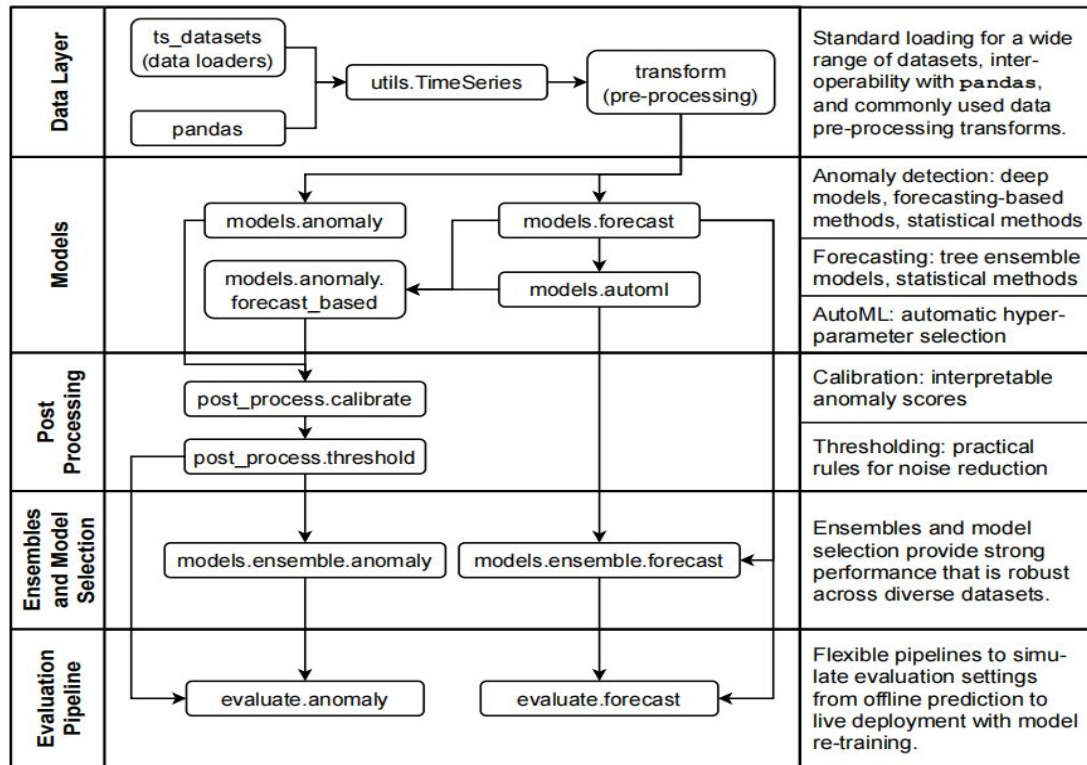 Data Layer
ts_datasets
(data loaders)
pandas
utils.TimeSeries
transform
(pre-processing)
Standard loading for a wide
range of datasets, inter-
operability with pandas,
and commonly used data
pre-processing transforms.
Models
models.anomaly
models.forecast
models.anomaly.
forecast_based
models.automl
Anomaly detection: deep
models, forecasting-based
methods, statistical methods
Forecasting: tree ensemble
models, statistical methods
AutoML: automatic hyper-
parameter selection
Post
Processing
post_process.calibrate
post_process.threshold
Calibration: interpretable
anomaly scores
Thresholding: practical
rules for noise reduction
Ensembles
and Model
Selection
models.ensemble.anomaly
models.ensemble.forecast
Ensembles and model
selection provide strong
performance that is robust
across diverse datasets.
Evaluation
Pipeline
evaluate.anomaly
evaluate.forecast
Flexible pipelines to simu-
late evaluation settings
from offline prediction to
live deployment with model
re-training.